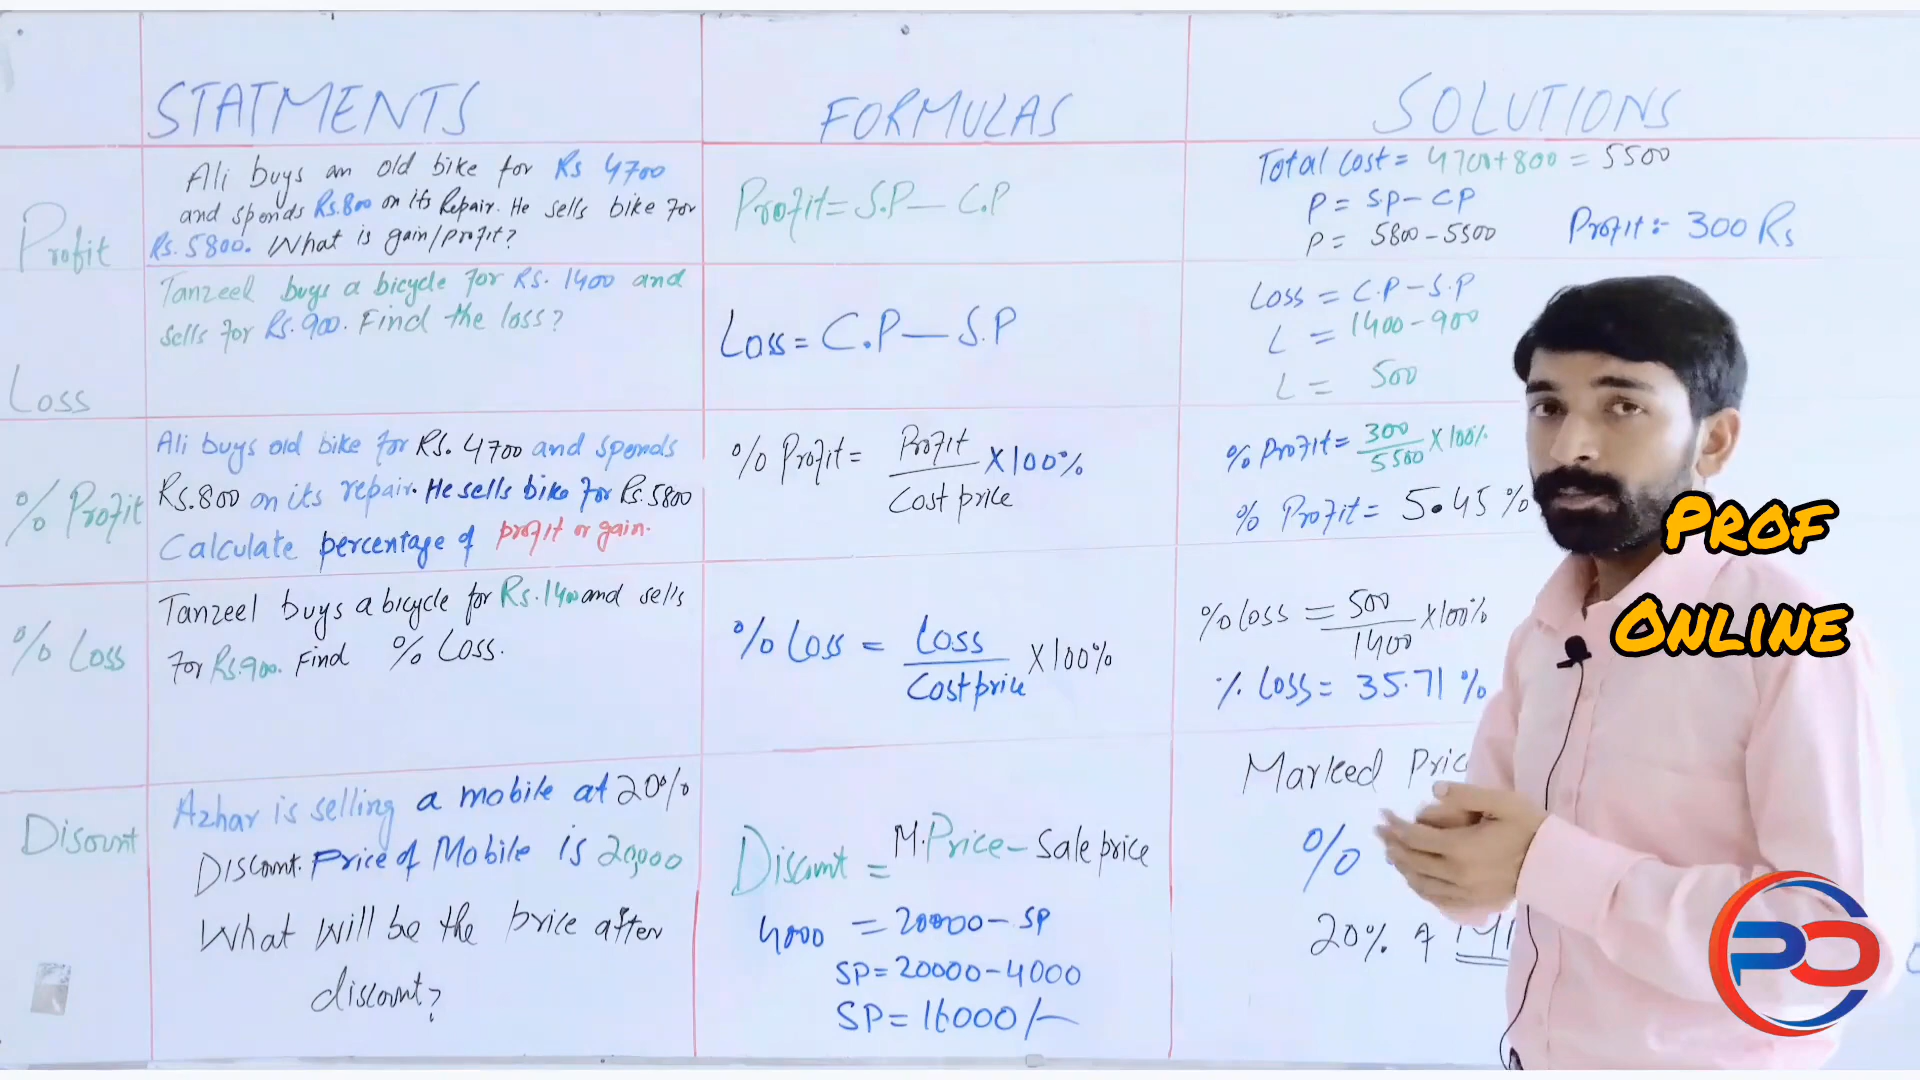 STATMENTS
FORMULAS
SOLUTIONS
Profit
Ali buys an old bike for Rs 4700
and spends Rs.800 on its Repair. He sells bike for
Rs.5800. What is gain/profit?
Profit = S.P — C.P
Total Cost = 4700+800 = 5500
P = SP - CP
P = 5800 - 5500
Profit:- 300 Rs
Loss
Tanzeel buys a bicycle for Rs. 1400 and
sells for Rs.900. Find the loss?
Loss = C.P — S.P
Loss = C.P - S.P
L = 1400 - 900
L = 500
% Profit
Ali buys old bike for Rs. 4700 and spends
Rs.800 on its repair. He sells bike for Rs.5800
Calculate percentage of profit or gain.
% Profit = Profit / Cost price X100%
% Profit = 300 / 5500 X100%
% Profit = 5.45 %
% Loss
Tanzeel buys a bicycle for Rs.1400 and sells
for Rs.900. Find % Loss.
% Loss = Loss / Cost price X100%
% Loss = 500 / 1400 X100%
% Loss = 35.71 %
Disount
Azhar is selling a mobile at 20%
Discount. Price of Mobile is 20,000
What will be the price after
discount?
Discount = M.Price - Sale price
4000 = 20000 - SP
SP = 20000 - 4000
SP = 16000/-
Marked Pric
%
20% of M
PROF
ONLINE
PO